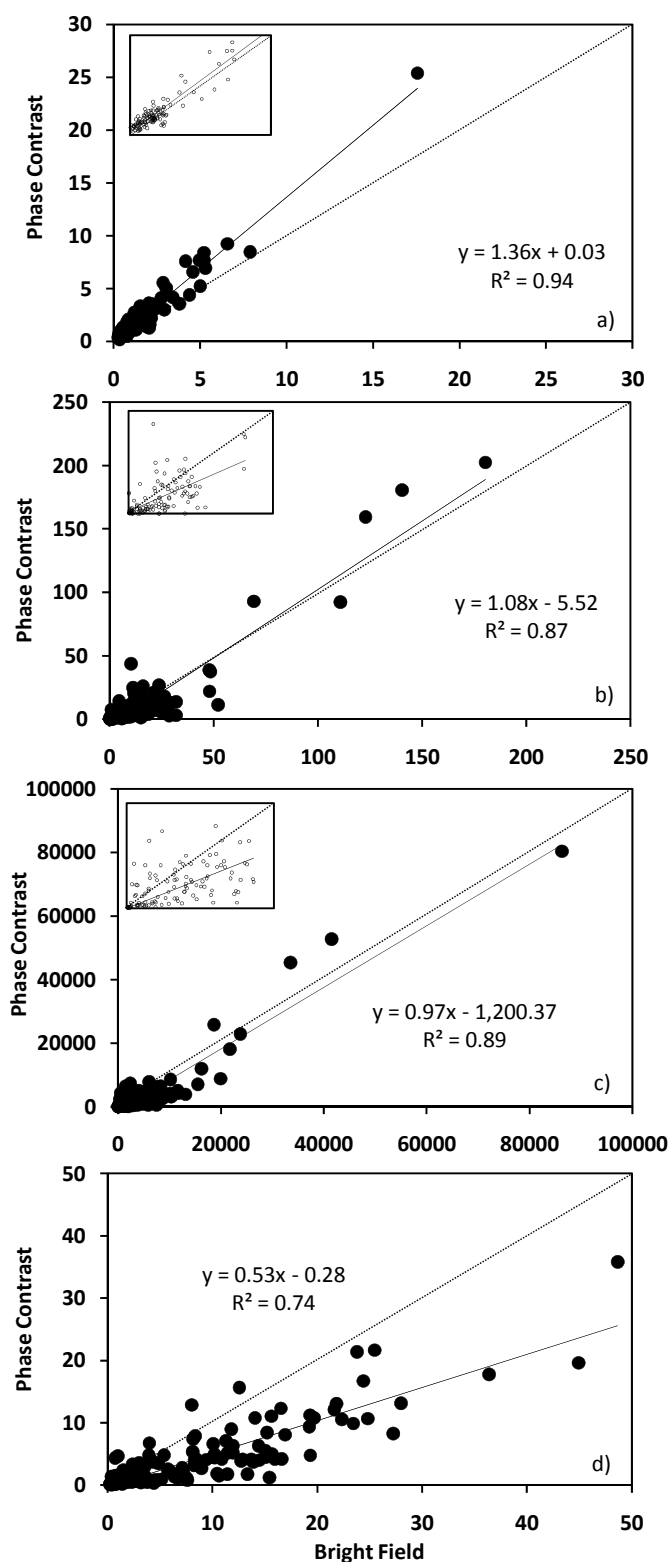 30
25
20
15
10
5
0
Phase Contrast
y = 1.36x + 0.03
R² = 0.94
a)
0 5 10 15 20 25 30
250
200
150
100
50
0
Phase Contrast
y = 1.08x - 5.52
R² = 0.87
b)
0 50 100 150 200 250
100000
80000
60000
40000
20000
0
Phase Contrast
y = 0.97x - 1,200.37
R² = 0.89
c)
0 20000 40000 60000 80000 100000
50
40
30
20
10
0
Phase Contrast
y = 0.53x - 0.28
R² = 0.74
d)
0 10 20 30 40 50
Bright Field